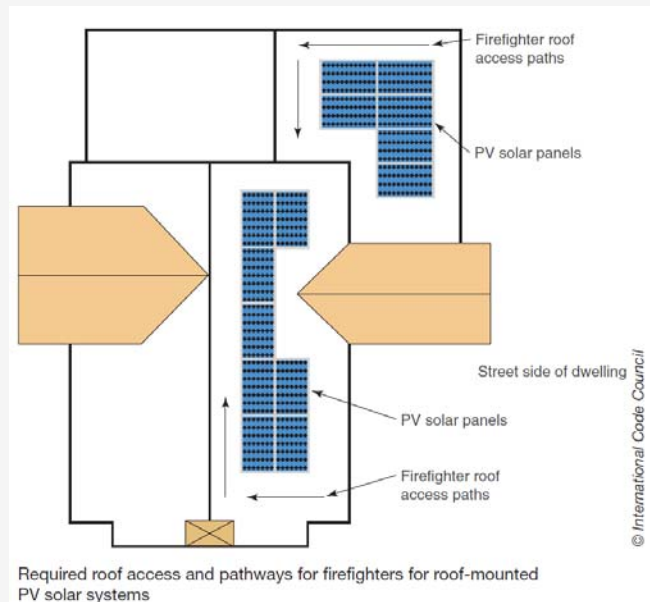 Firefighter roof
access paths
PV solar panels
Street side of dwelling
PV solar panels
Firefighter roof
access paths
© International Code Council
Required roof access and pathways for firefighters for roof-mounted
PV solar systems